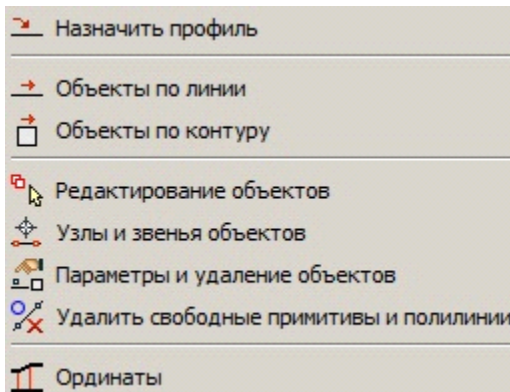 Назначить профиль
Объекты по линии
Объекты по контуру
Редактирование объектов
Узлы и звенья объектов
Параметры и удаление объектов
Удалить свободные примитивы и полилинии
Ординаты